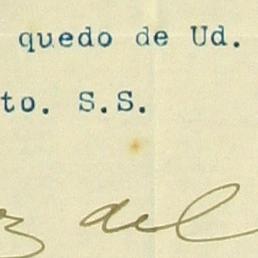 quedo de Ud.
to. S.S.
del